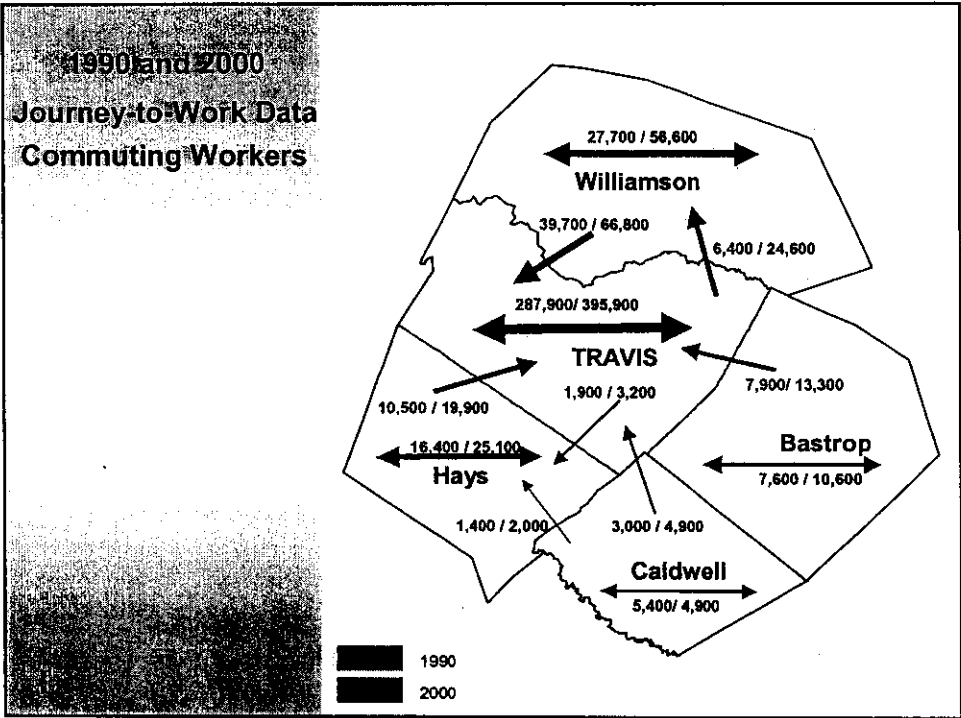 1990 and 2000
Journey-to-Work Data
Commuting Workers
27,700 / 56,600
Williamson
39,700 / 66,800
6,400 / 24,600
287,900/ 395,900
TRAVIS
7,900/ 13,300
1,900 / 3,200
10,500 / 19,900
16,400 / 25,100
Hays
Bastrop
7,600 / 10,600
1,400 / 2,000
3,000 / 4,900
Caldwell
5,400/ 4,900
1990
2000